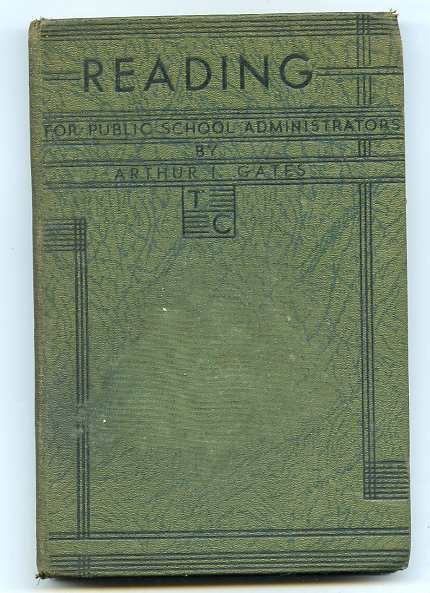 READING
FOR PUBLIC SCHOOL ADMINISTRATORS
BY
ARTHUR I. GATES
T
C